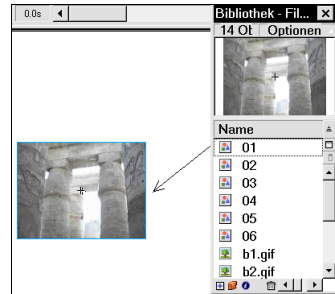 0.0s
Bibliothek - Fil...
14 Ot Optionen
Name
01
02
03
04
05
06
b1.gif
b2.gif